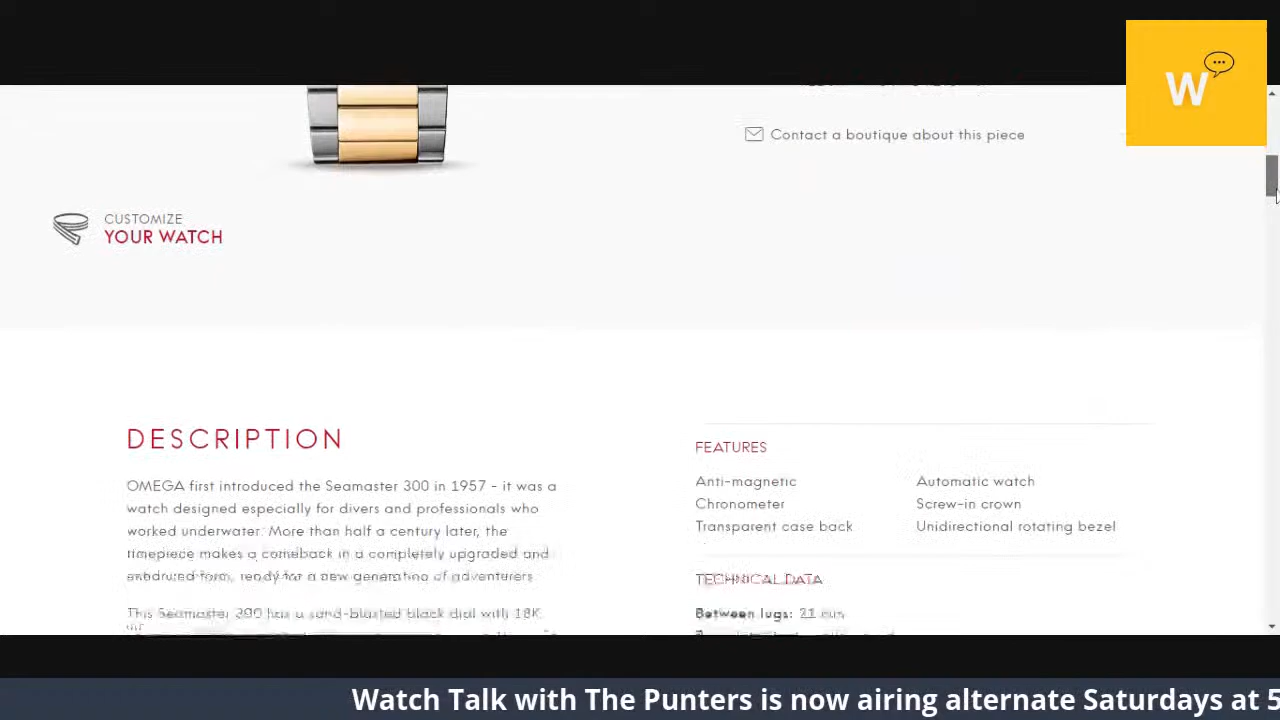 W
Contact a boutique about this piece
CUSTOMIZE
YOUR WATCH
DESCRIPTION
OMEGA first introduced the Seamaster 300 in 1957 - it was a
watch designed especially for divers and professionals who
worked underwater. More than half a century later, the
timepiece makes a comeback in a completely upgraded and
ready for a new generation of adventurers
This Seamaster 300 has a sand-blasted black dial with 18K
FEATURES
Anti-magnetic
Automatic watch
Chronometer
Screw-in crown
Transparent case back
Unidirectional rotating bezel
TECHNICAL DATA
Between lugs: 21 mm
Watch Talk with The Punters is now airing alternate Saturdays at 5